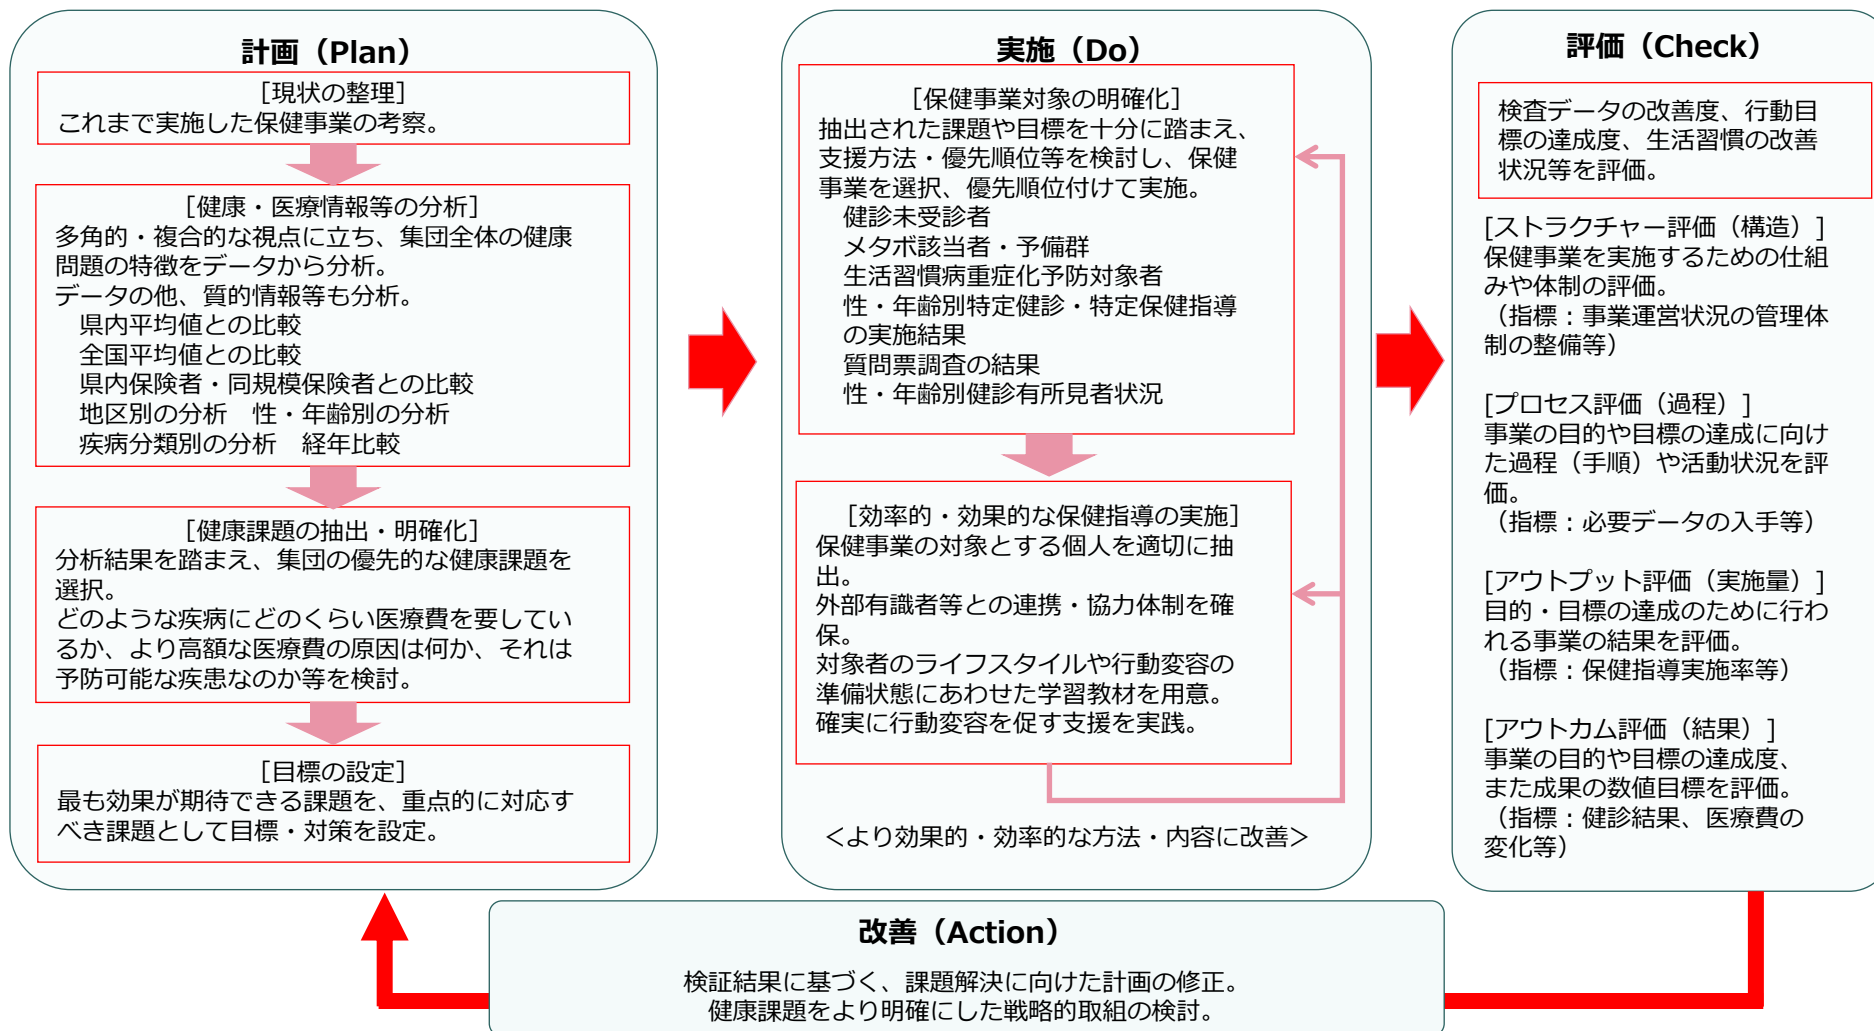 計画（Plan）
［現状の整理］
これまで実施した保健事業の考察。
［健康・医療情報等の分析］
多角的・複合的な視点に立ち、集団全体の健康
問題の特徴をデータから分析。
データの他、質的情報等も分析。
県内平均値との比較
全国平均値との比較
県内保険者・同規模保険者との比較
地区別の分析　性・年齢別の分析
疾病分類別の分析　経年比較
［健康課題の抽出・明確化］
分析結果を踏まえ、集団の優先的な健康課題を
選択。
どのような疾病にどのくらい医療費を要してい
るか、より高額な医療費の原因は何か、それは
予防可能な疾患なのか等を検討。
［目標の設定］
最も効果が期待できる課題を、重点的に対応す
べき課題として目標・対策を設定。
実施（Do）
［保健事業対象の明確化］
抽出された課題や目標を十分に踏まえ、
支援方法・優先順位等を検討し、保健
事業を選択、優先順位付けて実施。
健診未受診者
メタボ該当者・予備群
生活習慣病重症化予防対象者
性・年齢別特定健診・特定保健指導
の実施結果
質問票調査の結果
性・年齢別健診有所見者状況
［効率的・効果的な保健指導の実施］
保健事業の対象とする個人を適切に抽
出。
外部有識者等との連携・協力体制を確
保。
対象者のライフスタイルや行動変容の
準備状態にあわせた学習教材を用意。
確実に行動変容を促す支援を実践。
＜より効果的・効率的な方法・内容に改善＞
評価（Check）
検査データの改善度、行動目
標の達成度、生活習慣の改善
状況等を評価。
[ストラクチャー評価（構造）]
保健事業を実施するための仕組
みや体制の評価。
（指標：事業運営状況の管理体
制の整備等）
[プロセス評価（過程）]
事業の目的や目標の達成に向け
た過程（手順）や活動状況を評
価。
（指標：必要データの入手等）
[アウトプット評価（実施量）]
目的・目標の達成のために行わ
れる事業の結果を評価。
（指標：保健指導実施率等）
[アウトカム評価（結果）]
事業の目的や目標の達成度、
また成果の数値目標を評価。
（指標：健診結果、医療費の
変化等）
改善（Action）
検証結果に基づく、課題解決に向けた計画の修正。
健康課題をより明確にした戦略的取組の検討。